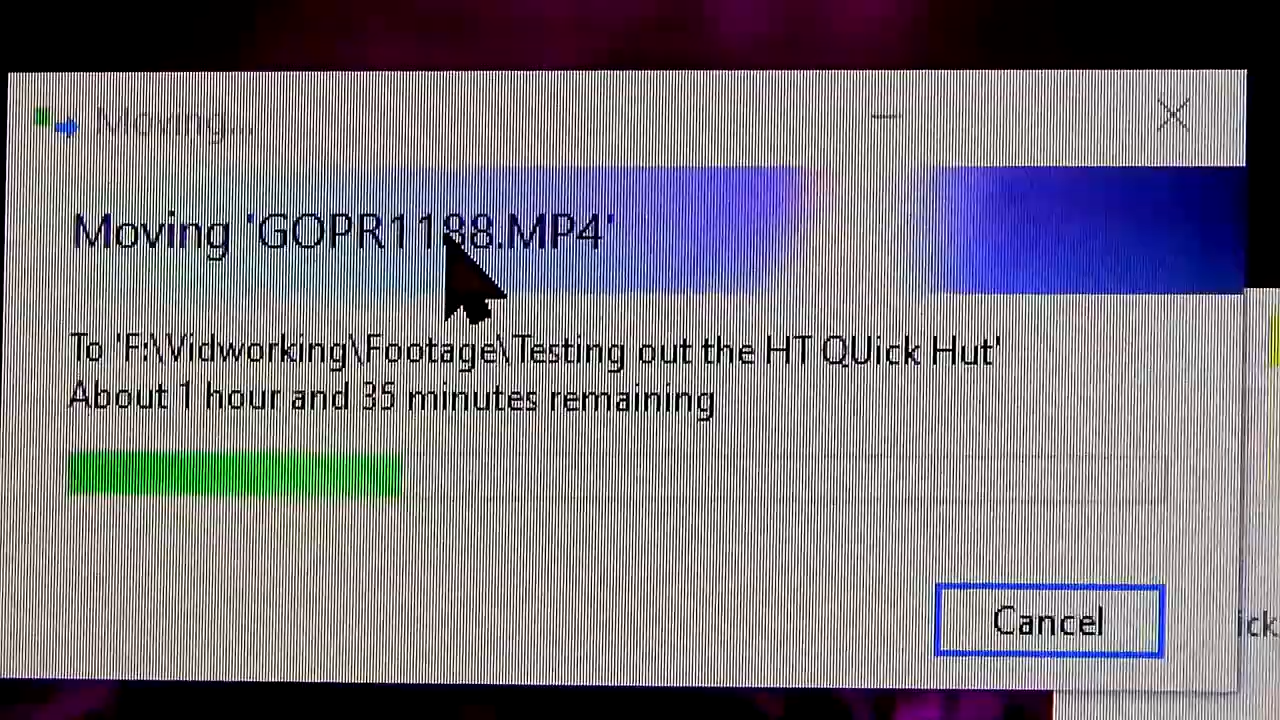 Moving...
Moving 'GOPR1188.MP4'
To 'F:\Vidworking\Footage\Testing out the HT QUick Hut'
About 1 hour and 35 minutes remaining
Cancel
ick